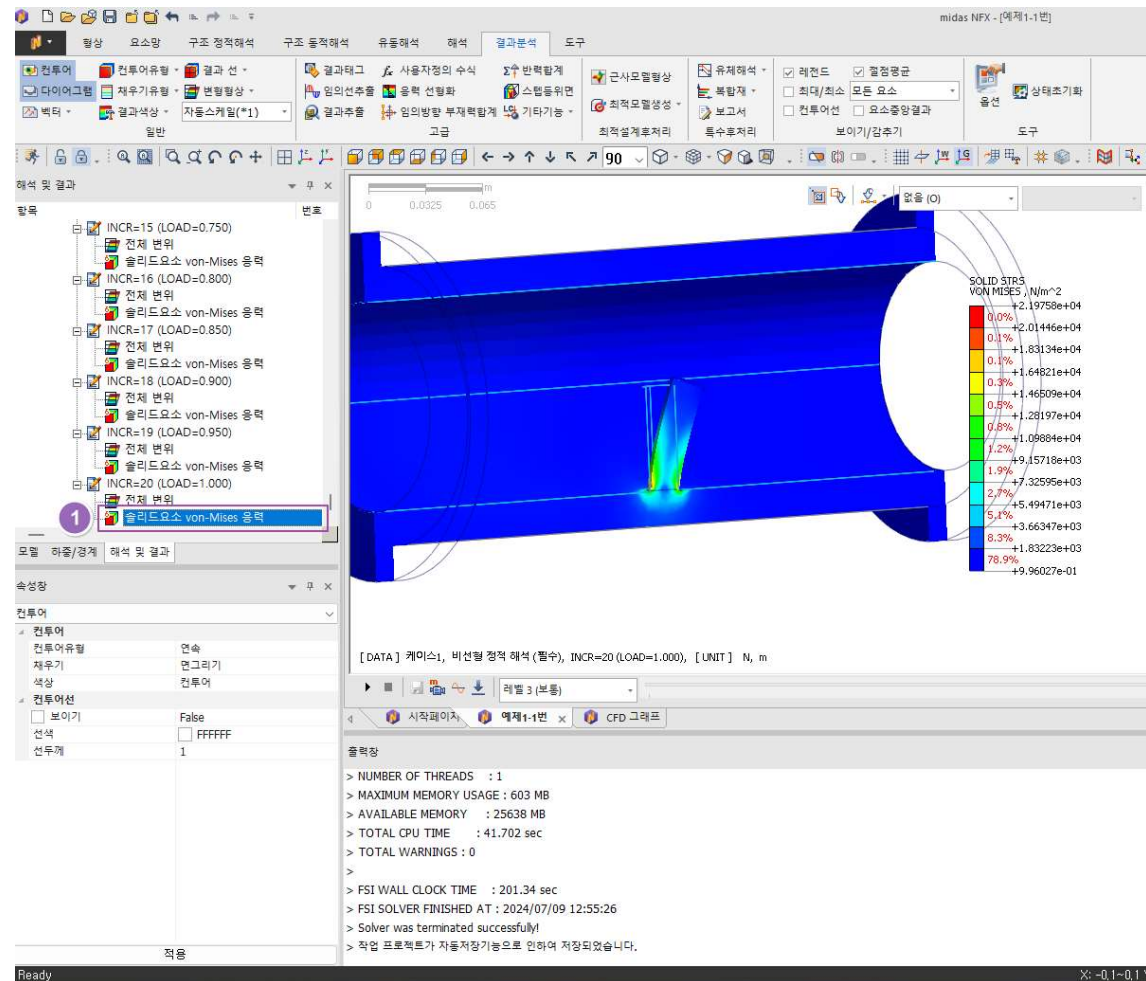 midas NFX - [예제1-1번]
형상 요소망 구조 정적해석 구조 동적해석 유동해석 해석 결과분석 도구
컨투어 컨투어유형 결과 선 결과태그 사용자정의 수식 반력합계 근사모델형상 유체해석 레전드 절점평균
다이어그램 채우기유형 변형형상 임의선추출 응력 선형화 스텝등위면 복합재 최대/최소 모든 요소 옵션 상태초기화
벡터 결과색상 자동스케일(*1) 결과추출 임의방향 부재력합계 기타기능 최적모델생성 보고서 컨투어선 요소중앙결과
일반 고급 최적설계후처리 특수후처리 보이기/감추기 도구
90
해석 및 결과
항목 번호
INCR=15 (LOAD=0.750)
전체 변위
솔리드요소 von-Mises 응력
INCR=16 (LOAD=0.800)
전체 변위
솔리드요소 von-Mises 응력
INCR=17 (LOAD=0.850)
전체 변위
솔리드요소 von-Mises 응력
INCR=18 (LOAD=0.900)
전체 변위
솔리드요소 von-Mises 응력
INCR=19 (LOAD=0.950)
전체 변위
솔리드요소 von-Mises 응력
INCR=20 (LOAD=1.000)
전체 변위
1 솔리드요소 von-Mises 응력
모델 하중/경계 해석 및 결과
속성창
컨투어
컨투어
컨투어유형 연속
채우기 면그리기
색상 컨투어
컨투어선
보이기 False
선색 FFFFFF
선두께 1
적용
m
0 0.0325 0.065
없음 (O)
SOLID STRS
VON MISES , N/m^2
+2.19758e+04
0.0%
+2.01446e+04
0.1%
+1.83134e+04
0.1%
+1.64821e+04
0.3%
+1.46509e+04
0.5%
+1.28197e+04
0.8%
+1.09884e+04
1.2%
+9.15718e+03
1.9%
+7.32595e+03
2.7%
+5.49471e+03
5.1%
+3.66347e+03
8.3%
+1.83223e+03
78.9%
+9.96027e-01
[ DATA ] 케이스1, 비선형 정적 해석 (필수), INCR=20 (LOAD=1.000), [ UNIT ] N, m
레벨 3 (보통)
시작페이지 예제1-1번 x CFD 그래프
출력창
> NUMBER OF THREADS : 1
> MAXIMUM MEMORY USAGE : 603 MB
> AVAILABLE MEMORY : 25638 MB
> TOTAL CPU TIME : 41.702 sec
> TOTAL WARNINGS : 0
>
> FSI WALL CLOCK TIME : 201.34 sec
> FSI SOLVER FINISHED AT : 2024/07/09 12:55:26
> Solver was terminated successfully!
> 작업 프로젝트가 자동저장기능으로 인하여 저장되었습니다.
Ready X: -0,1~0,1